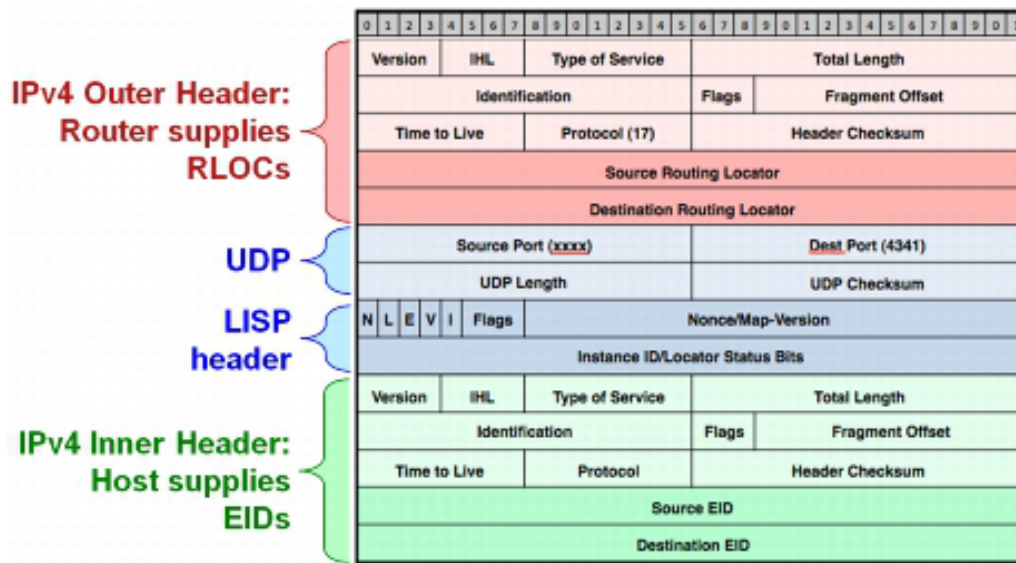 0 1 2 3 4 5 6 7 8 9 0 1 2 3 4 5 6 7 8 9 0 1 2 3 4 5 6 7 8 9 0
Version IHL Type of Service Total Length
IPv4 Outer Header:
Router supplies
RLOCs
Identification Flags Fragment Offset
Time to Live Protocol (17) Header Checksum
Source Routing Locator
Destination Routing Locator
UDP
Source Port (xxxx) Dest Port (4341)
UDP Length UDP Checksum
LISP
header
N L E V I Flags Nonce/Map-Version
Instance ID/Locator Status Bits
IPv4 Inner Header:
Host supplies
EIDs
Version IHL Type of Service Total Length
Identification Flags Fragment Offset
Time to Live Protocol Header Checksum
Source EID
Destination EID